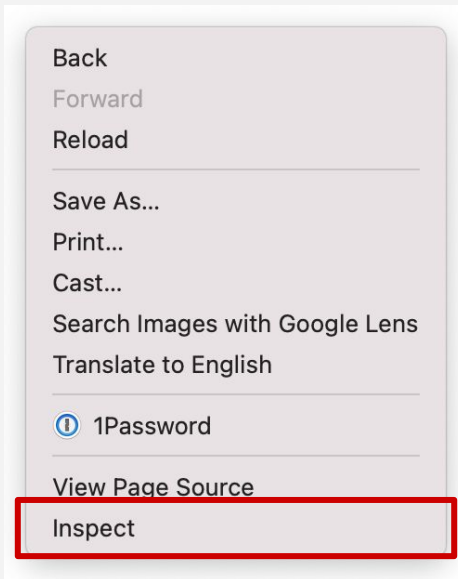 Back
Forward
Reload
Save As...
Print...
Cast...
Search Images with Google Lens
Translate to English
1Password
View Page Source
Inspect